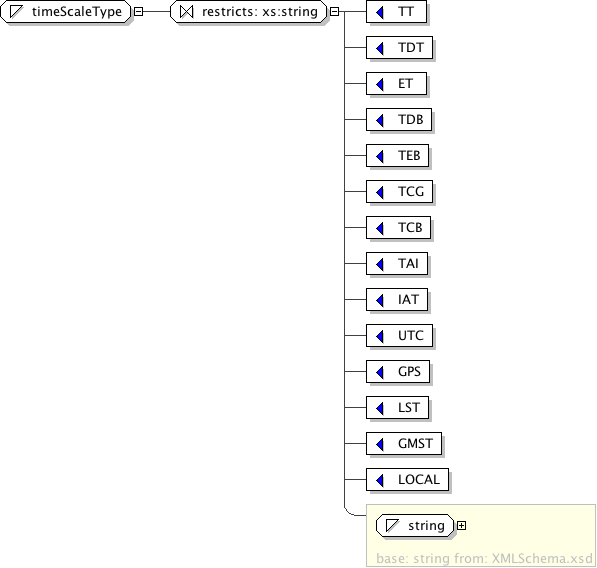 timeScaleType
restricts: xs:string
TT
TDT
ET
TDB
TEB
TCG
TCB
TAI
IAT
UTC
GPS
LST
GMST
LOCAL
string
base: string from: XMLSchema.xsd